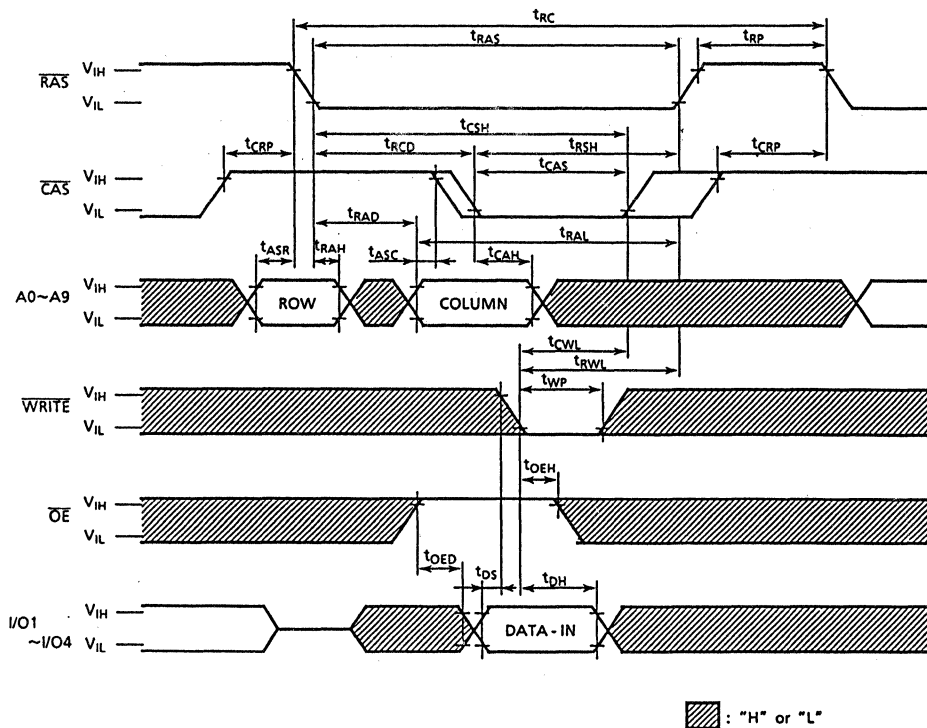 tRC
tRAS
tRP
RAS
VIH
VIL
tCSH
tCRP
tRCD
tRSH
tCRP
CAS
VIH
VIL
tCAS
tRAD
tRAL
tASR
tRAH
tASC
tCAH
A0~A9
VIH
VIL
ROW
COLUMN
tCWL
tRWL
WRITE
VIH
VIL
tWP
tOEH
OE
VIH
VIL
tOED
tDS
tDH
I/O1
~I/O4
VIH
VIL
DATA-IN
: "H" or "L"